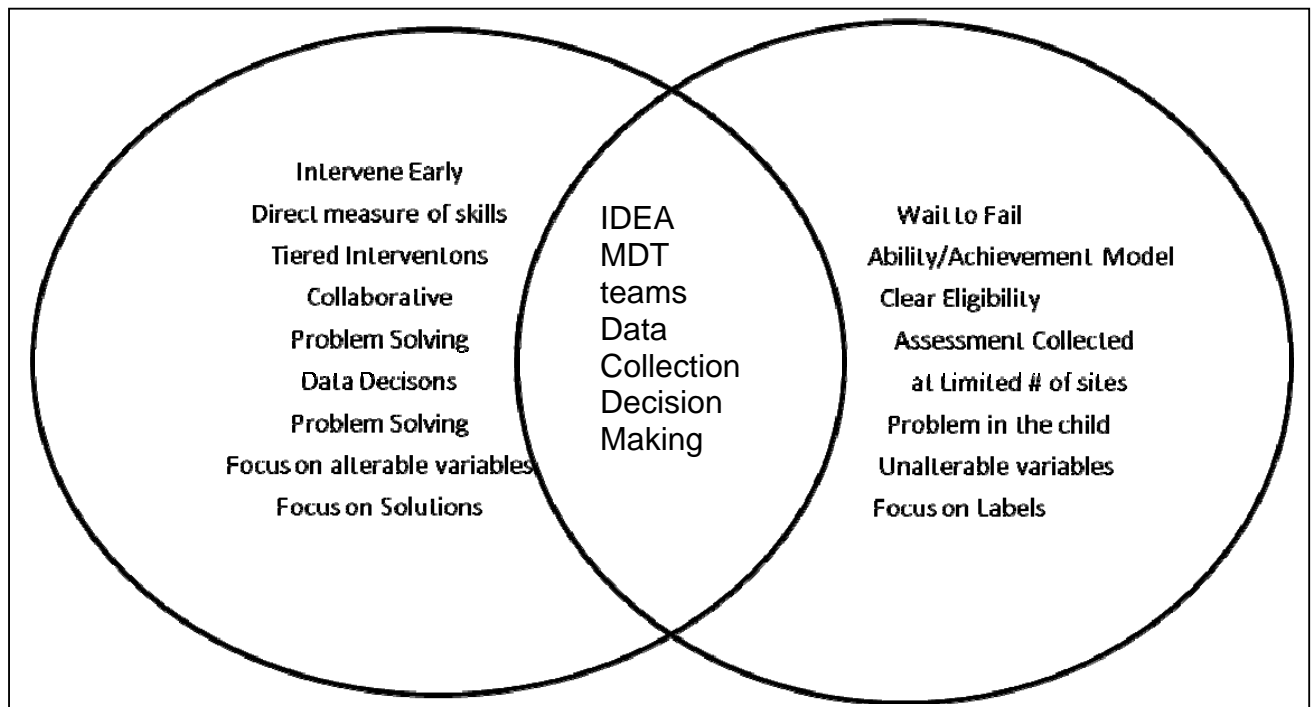 Intervene Early
Direct measure of skills
Tiered Interventons
Collaborative
Problem Solving
Data Decisons
Problem Solving
Focus on alterable variables
Focus on Solutions
IDEA
MDT
teams
Data
Collection
Decision
Making
Wait to Fail
Ability/Achievement Model
Clear Eligibility
Assessment Collected
at Limited # of sites
Problem in the child
Unalterable variables
Focus on Labels